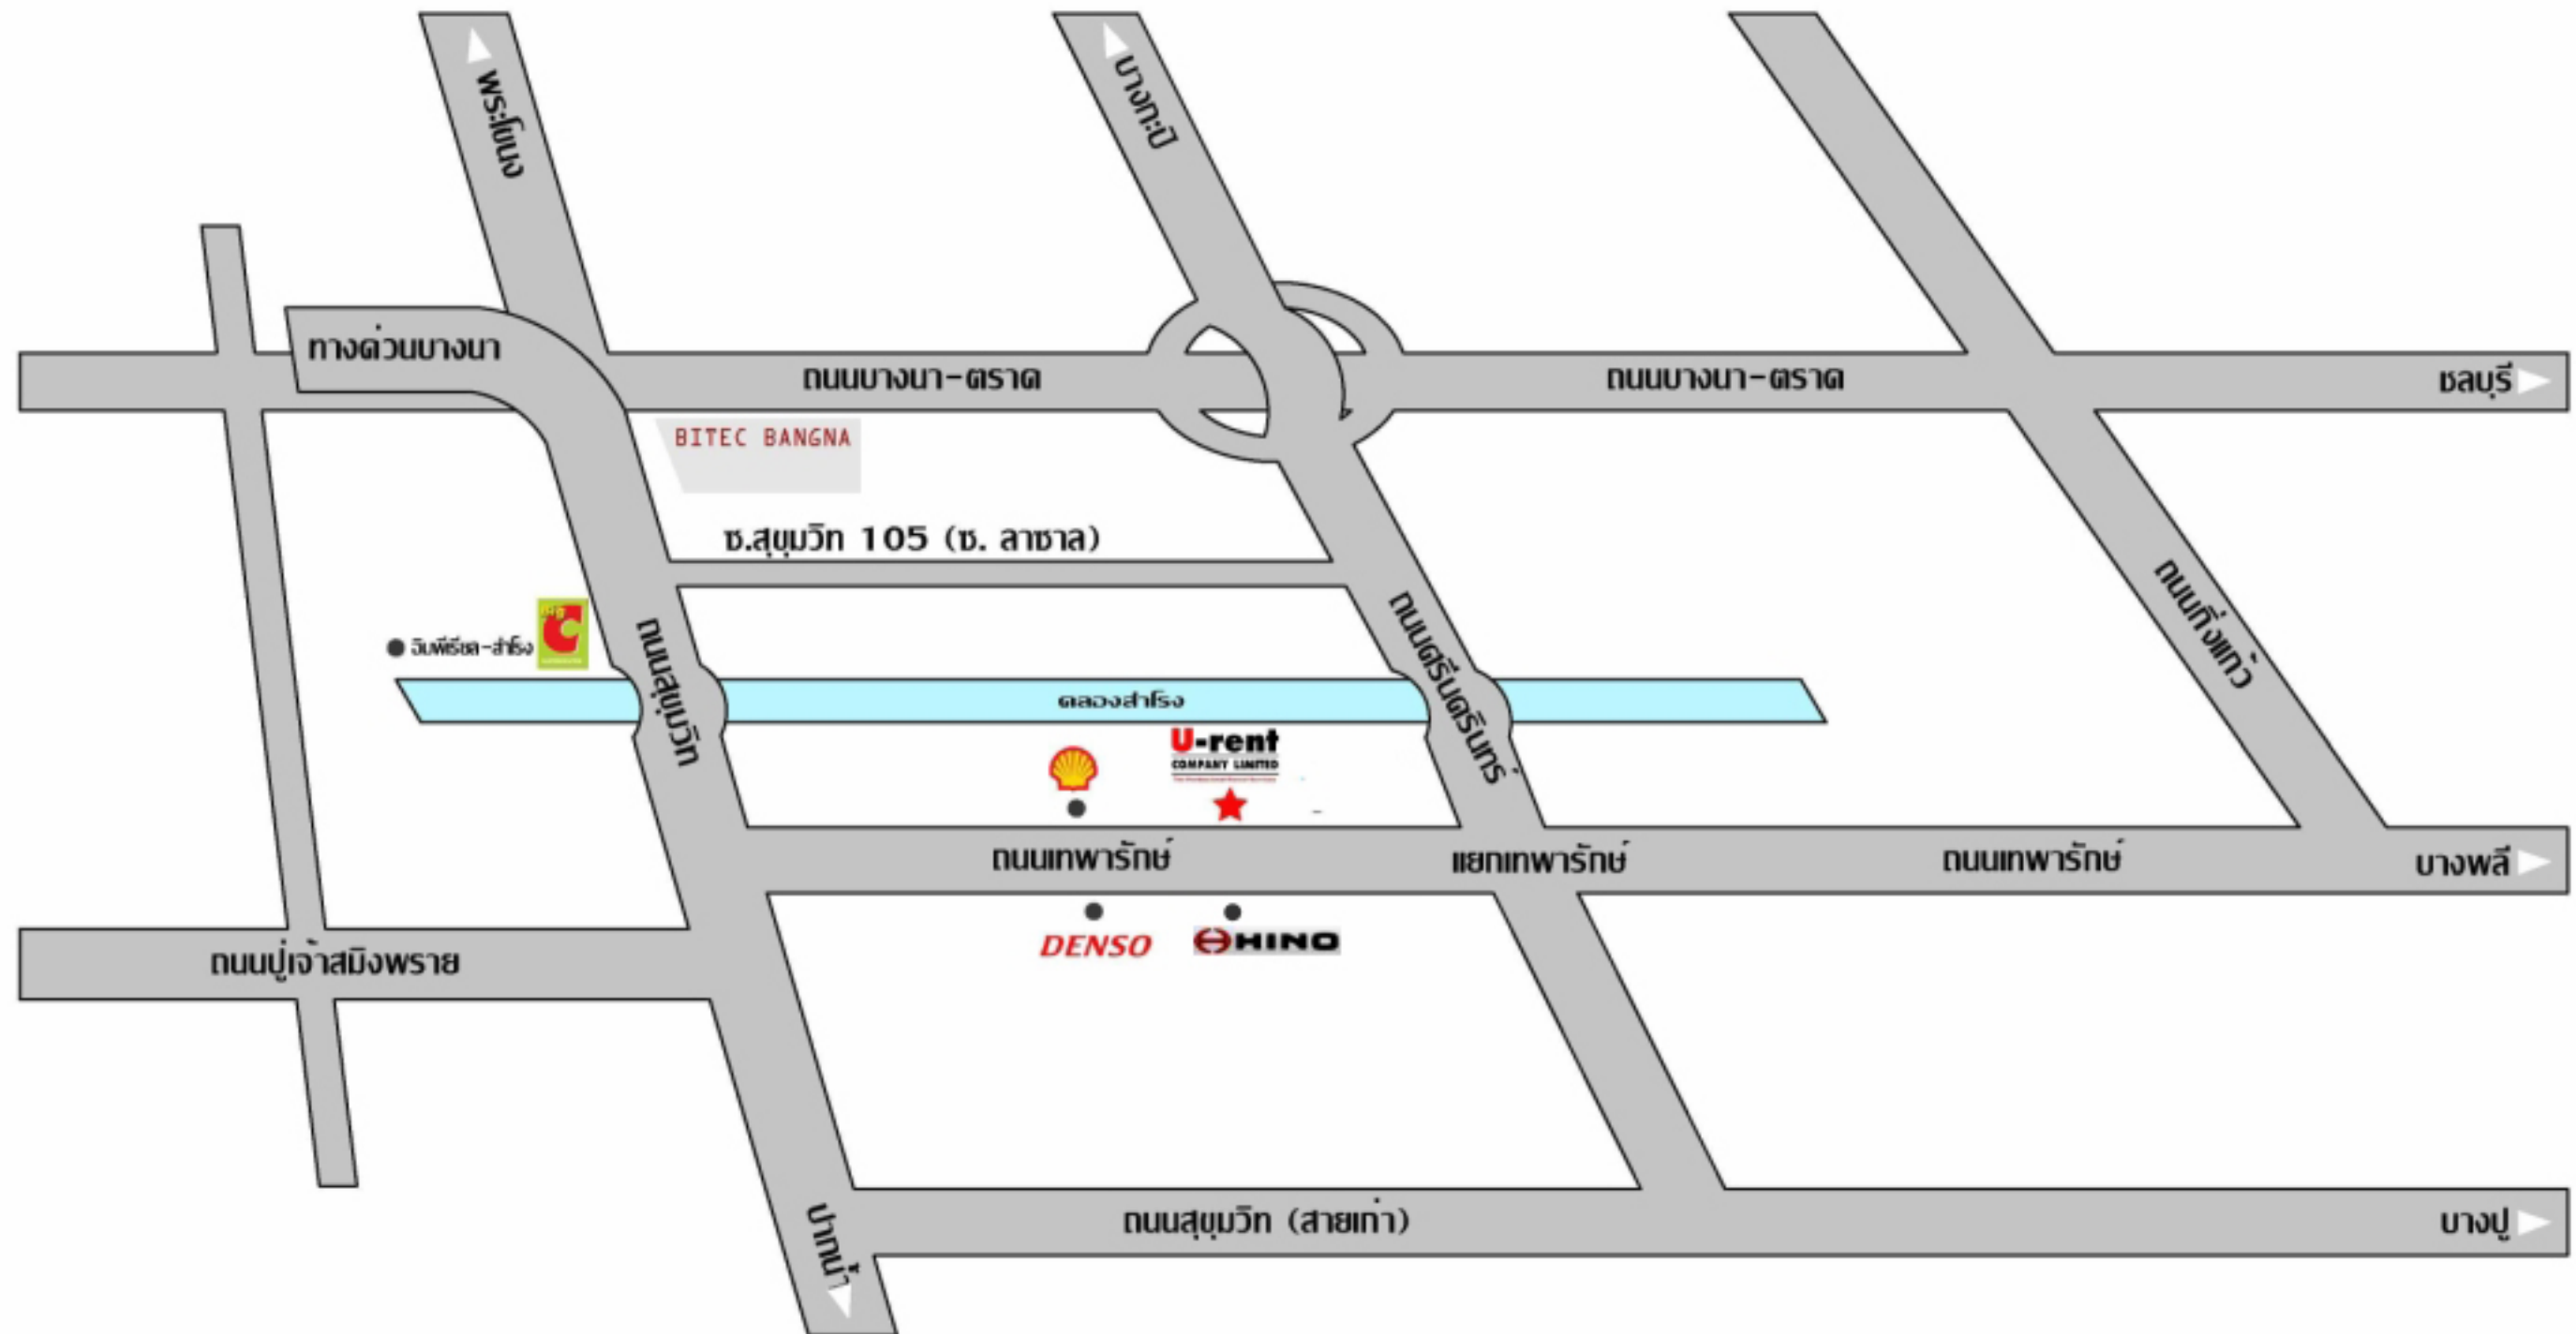 พระโขนง
บางกะปิ
ทางด่วนบางนา
ถนนบางนา-ตราด
ถนนบางนา-ตราด
ชลบุรี
BITEC BANGNA
ซ.สุขุมวิท 105 (ซ. ลาซาล)
ถนนศรีนครินทร์
ถนนกิ่งแก้ว
Big
C
อิมพีเรียล-สำโรง
ถนนสุขุมวิท
คลองสำโรง
U-rent
COMPANY LIMITED
ถนนเทพารักษ์
แยกเทพารักษ์
ถนนเทพารักษ์
บางพลี
DENSO
HINO
ถนนปู่เจ้าสมิงพราย
ปากน้ำ
ถนนสุขุมวิท (สายเก่า)
บางปู